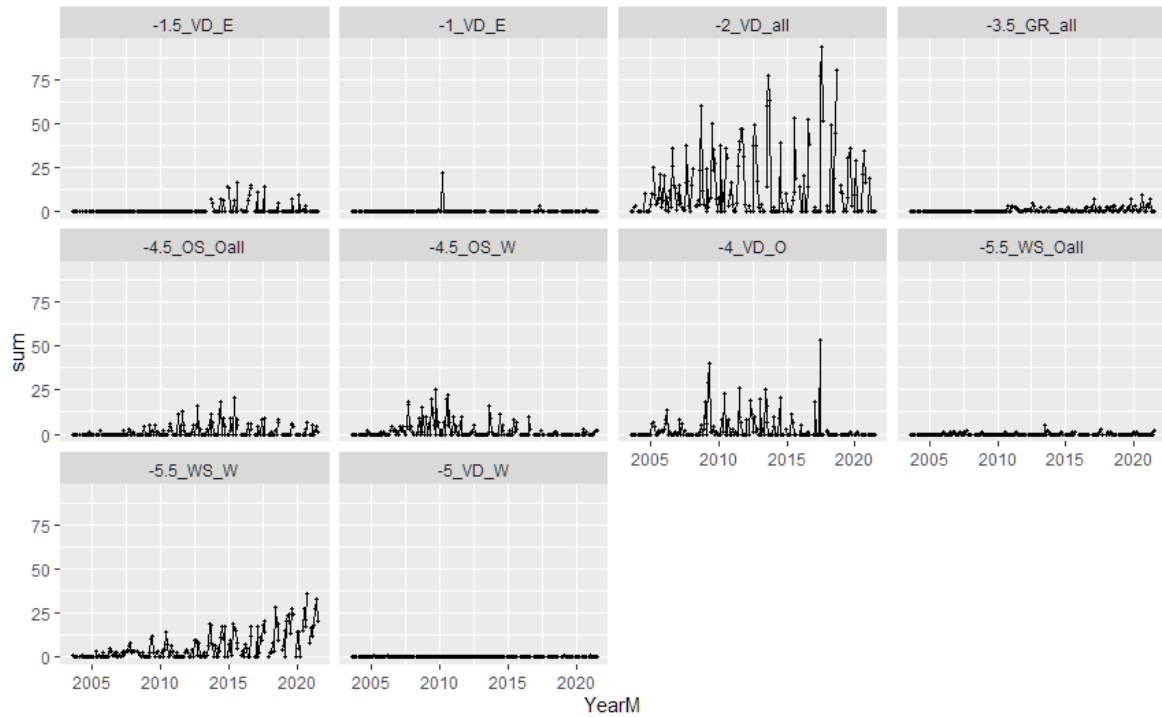 -1.5_VD_E -1_VD_E -2_VD_all -3.5_GR_all
75
50
25
0
-4.5_OS_Oall -4.5_OS_W -4_VD_O -5.5_WS_Oall
75
50
25
0
2005 2010 2015 2020 2005 2010 2015 2020
-5.5_WS_W -5_VD_W
75
50
25
0
2005 2010 2015 2020 2005 2010 2015 2020
sum
YearM